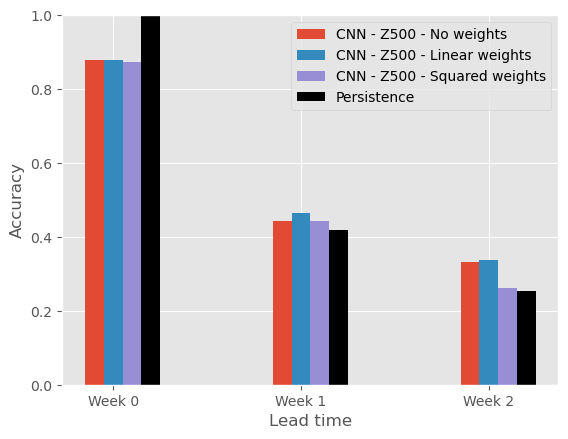 1.0
0.8
0.6
0.4
0.2
0.0
Accuracy
CNN - Z500 - No weights
CNN - Z500 - Linear weights
CNN - Z500 - Squared weights
Persistence
Week 0 Week 1 Week 2
Lead time